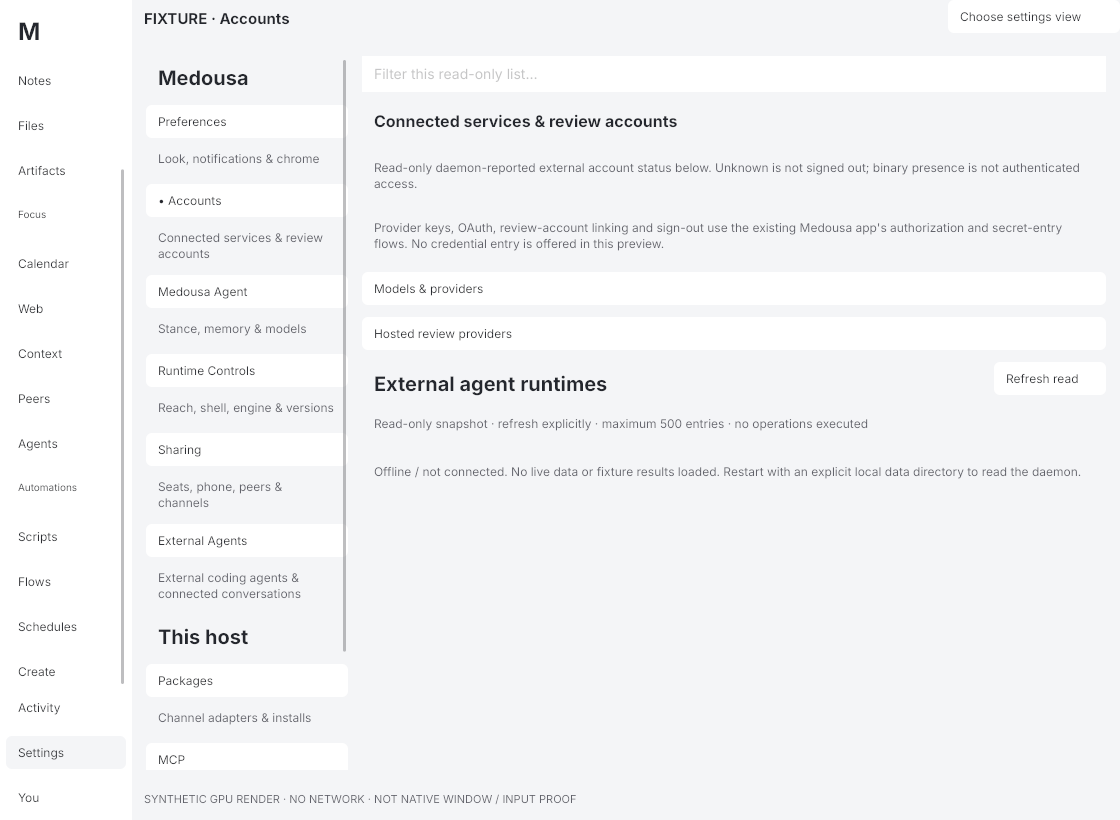 M
Notes
Files
Artifacts
Focus
Calendar
Web
Context
Peers
Agents
Automations
Scripts
Flows
Schedules
Create
Activity
Settings
You
FIXTURE · Accounts
Choose settings view
Medousa
Preferences
Look, notifications & chrome
• Accounts
Connected services & review
accounts
Medousa Agent
Stance, memory & models
Runtime Controls
Reach, shell, engine & versions
Sharing
Seats, phone, peers &
channels
External Agents
External coding agents &
connected conversations
This host
Packages
Channel adapters & installs
MCP
Filter this read-only list...
Connected services & review accounts
Read-only daemon-reported external account status below. Unknown is not signed out; binary presence is not authenticated
access.
Provider keys, OAuth, review-account linking and sign-out use the existing Medousa app's authorization and secret-entry
flows. No credential entry is offered in this preview.
Models & providers
Hosted review providers
External agent runtimes
Refresh read
Read-only snapshot · refresh explicitly · maximum 500 entries · no operations executed
Offline / not connected. No live data or fixture results loaded. Restart with an explicit local data directory to read the daemon.
SYNTHETIC GPU RENDER · NO NETWORK · NOT NATIVE WINDOW / INPUT PROOF